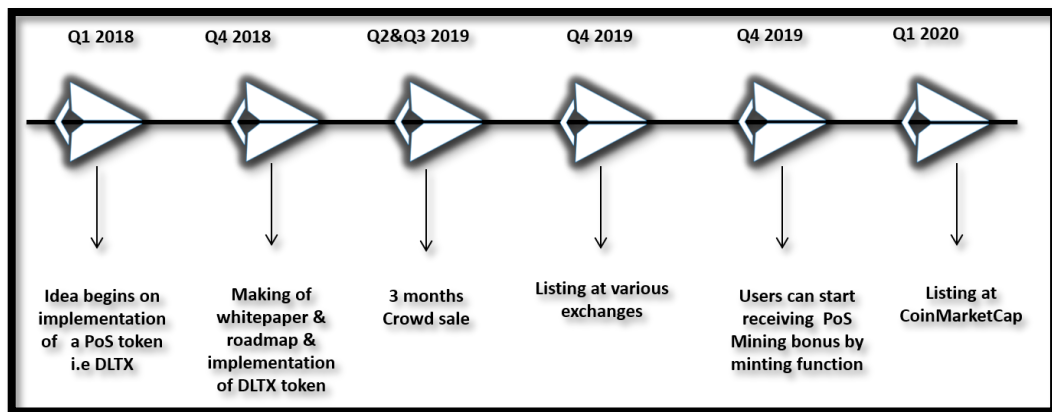 Q1 2018
Q4 2018
Q2&Q3 2019
Q4 2019
Q4 2019
Q1 2020
Idea begins on
implementation
of a PoS token
i.e DLTX
Making of
whitepaper &
roadmap &
implementation
of DLTX token
3 months
Crowd sale
Listing at various
exchanges
Users can start
receiving PoS
Mining bonus by
minting function
Listing at
CoinMarketCap